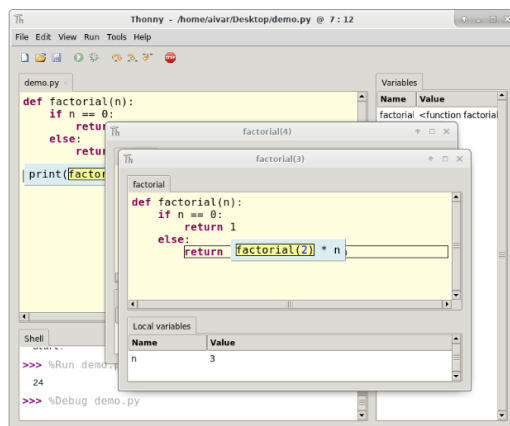 Thonny - /home/aivar/Desktop/demo.py @ 7 : 12
File Edit View Run Tools Help
demo.py
def factorial(n):
if n == 0:
retur
else:
retur
print(factor
Variables
Name Value
factorial <function factorial
factorial(4)
factorial(3)
factorial
def factorial(n):
if n == 0:
return 1
else:
return factorial(2) * n
Local variables
Name Value
n 3
Shell
>>> %Run demo.p
24
>>> %Debug demo.py